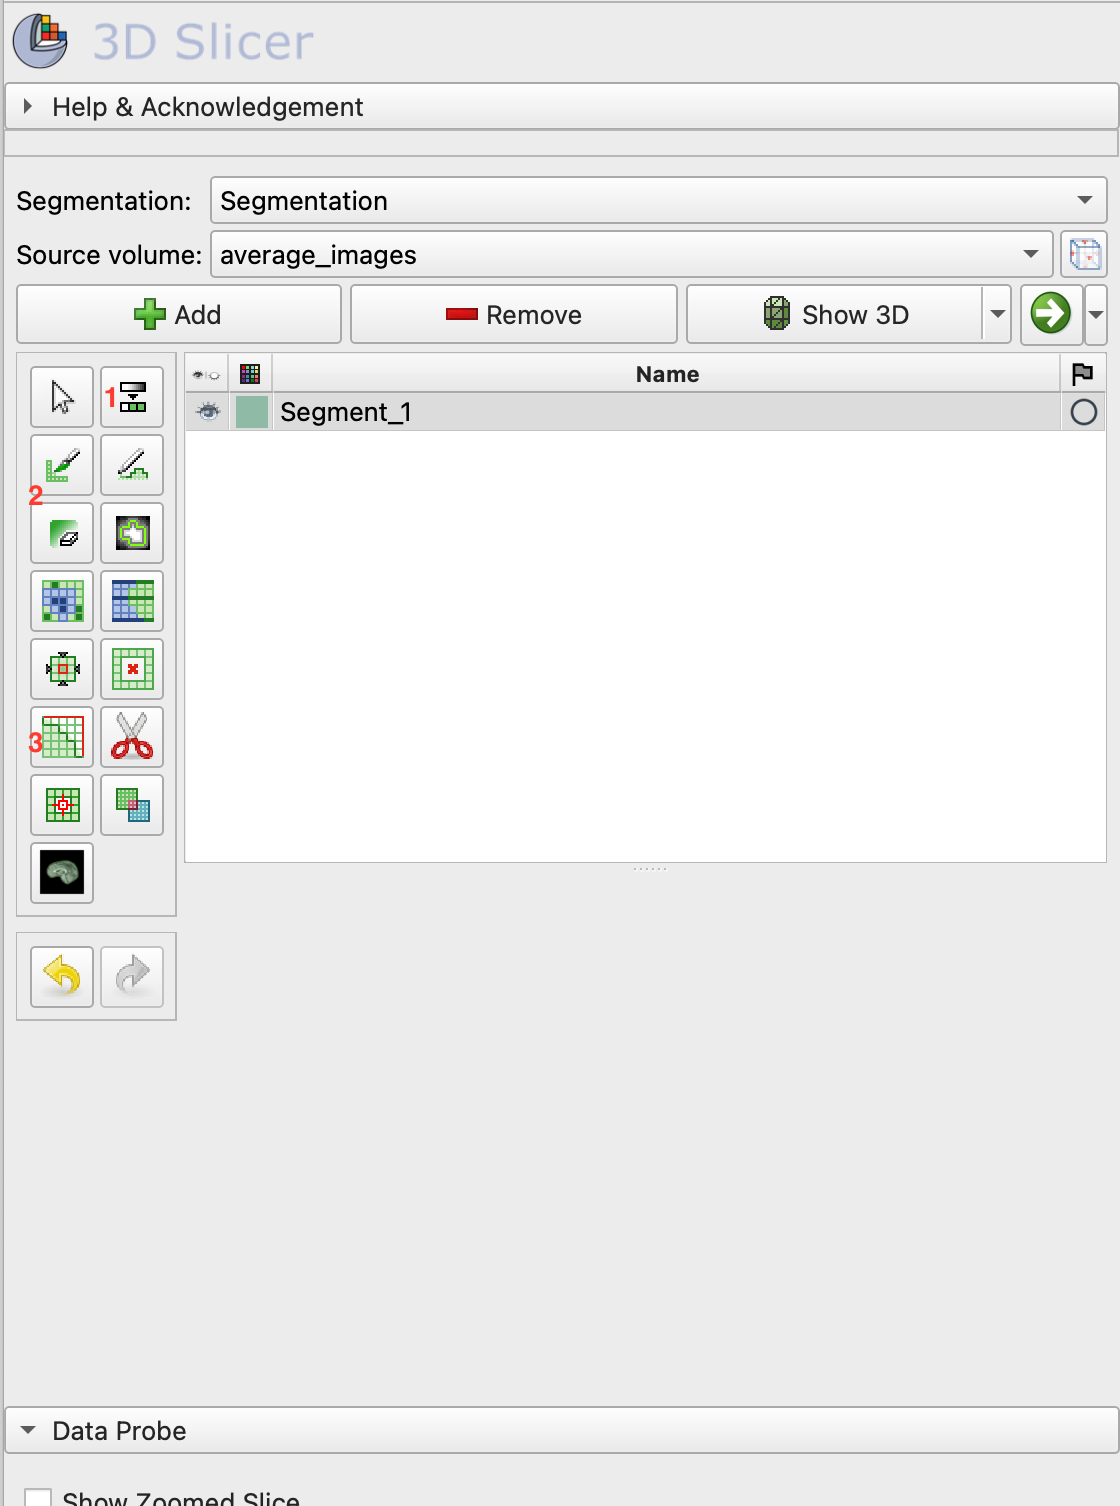 3D Slicer
Help & Acknowledgement
Segmentation: Segmentation
Source volume: average_images
Add Remove Show 3D
Name
1
Segment_1
2
3
Data Probe
Show Zoomed Slice